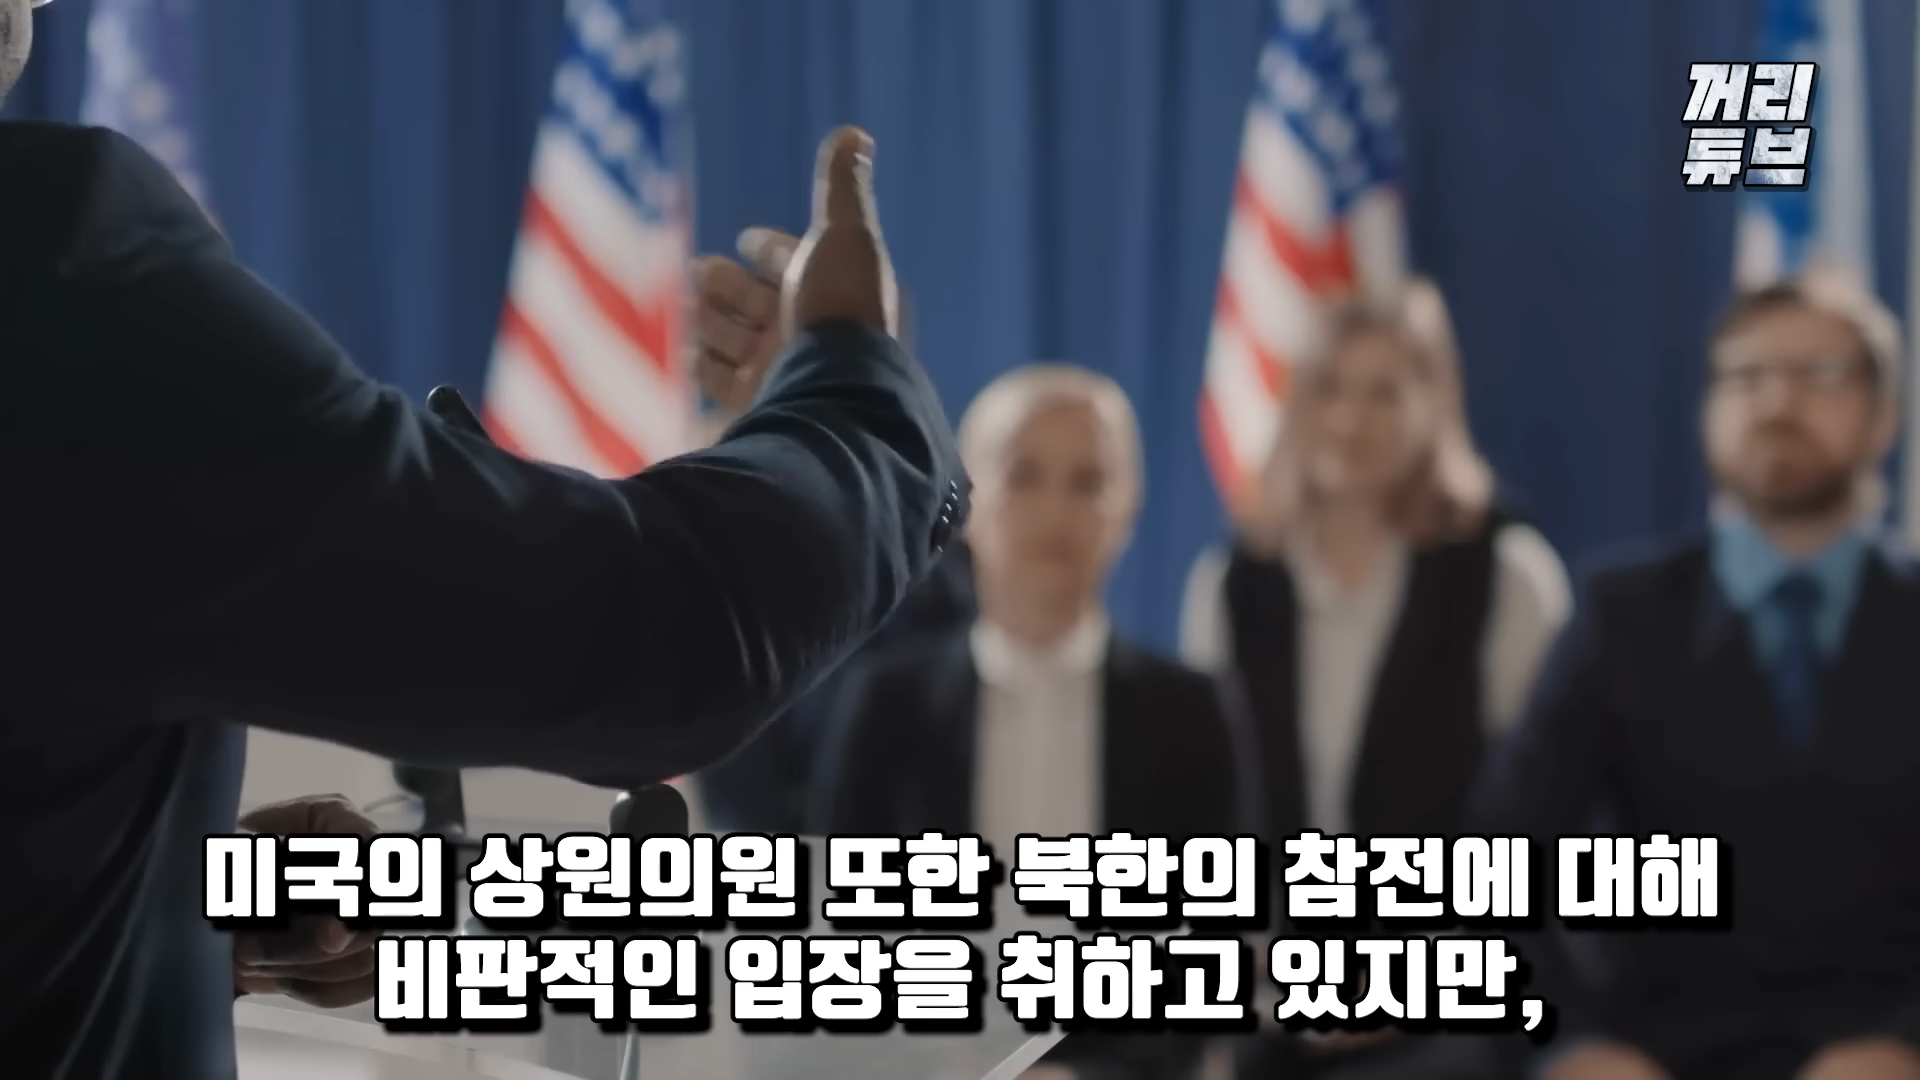 꺼리
튜브
미국의 상원의원 또한 북한의 참전에 대해
비판적인 입장을 취하고 있지만,